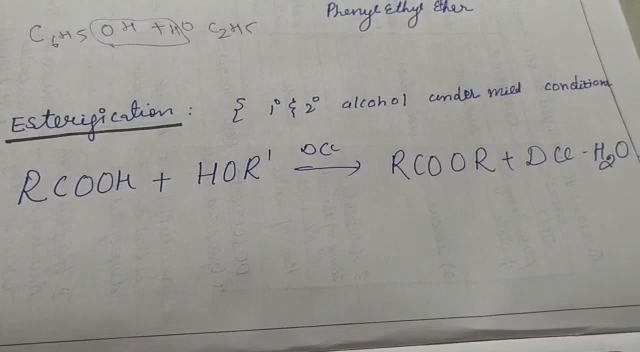 Phenyl Ethyl Ether
C6H5 OH + HO C2H5
Esterification : { 1° & 2° alcohol under mild condition
RCOOH + HOR' DCC → RCOOR + DCC-H2O